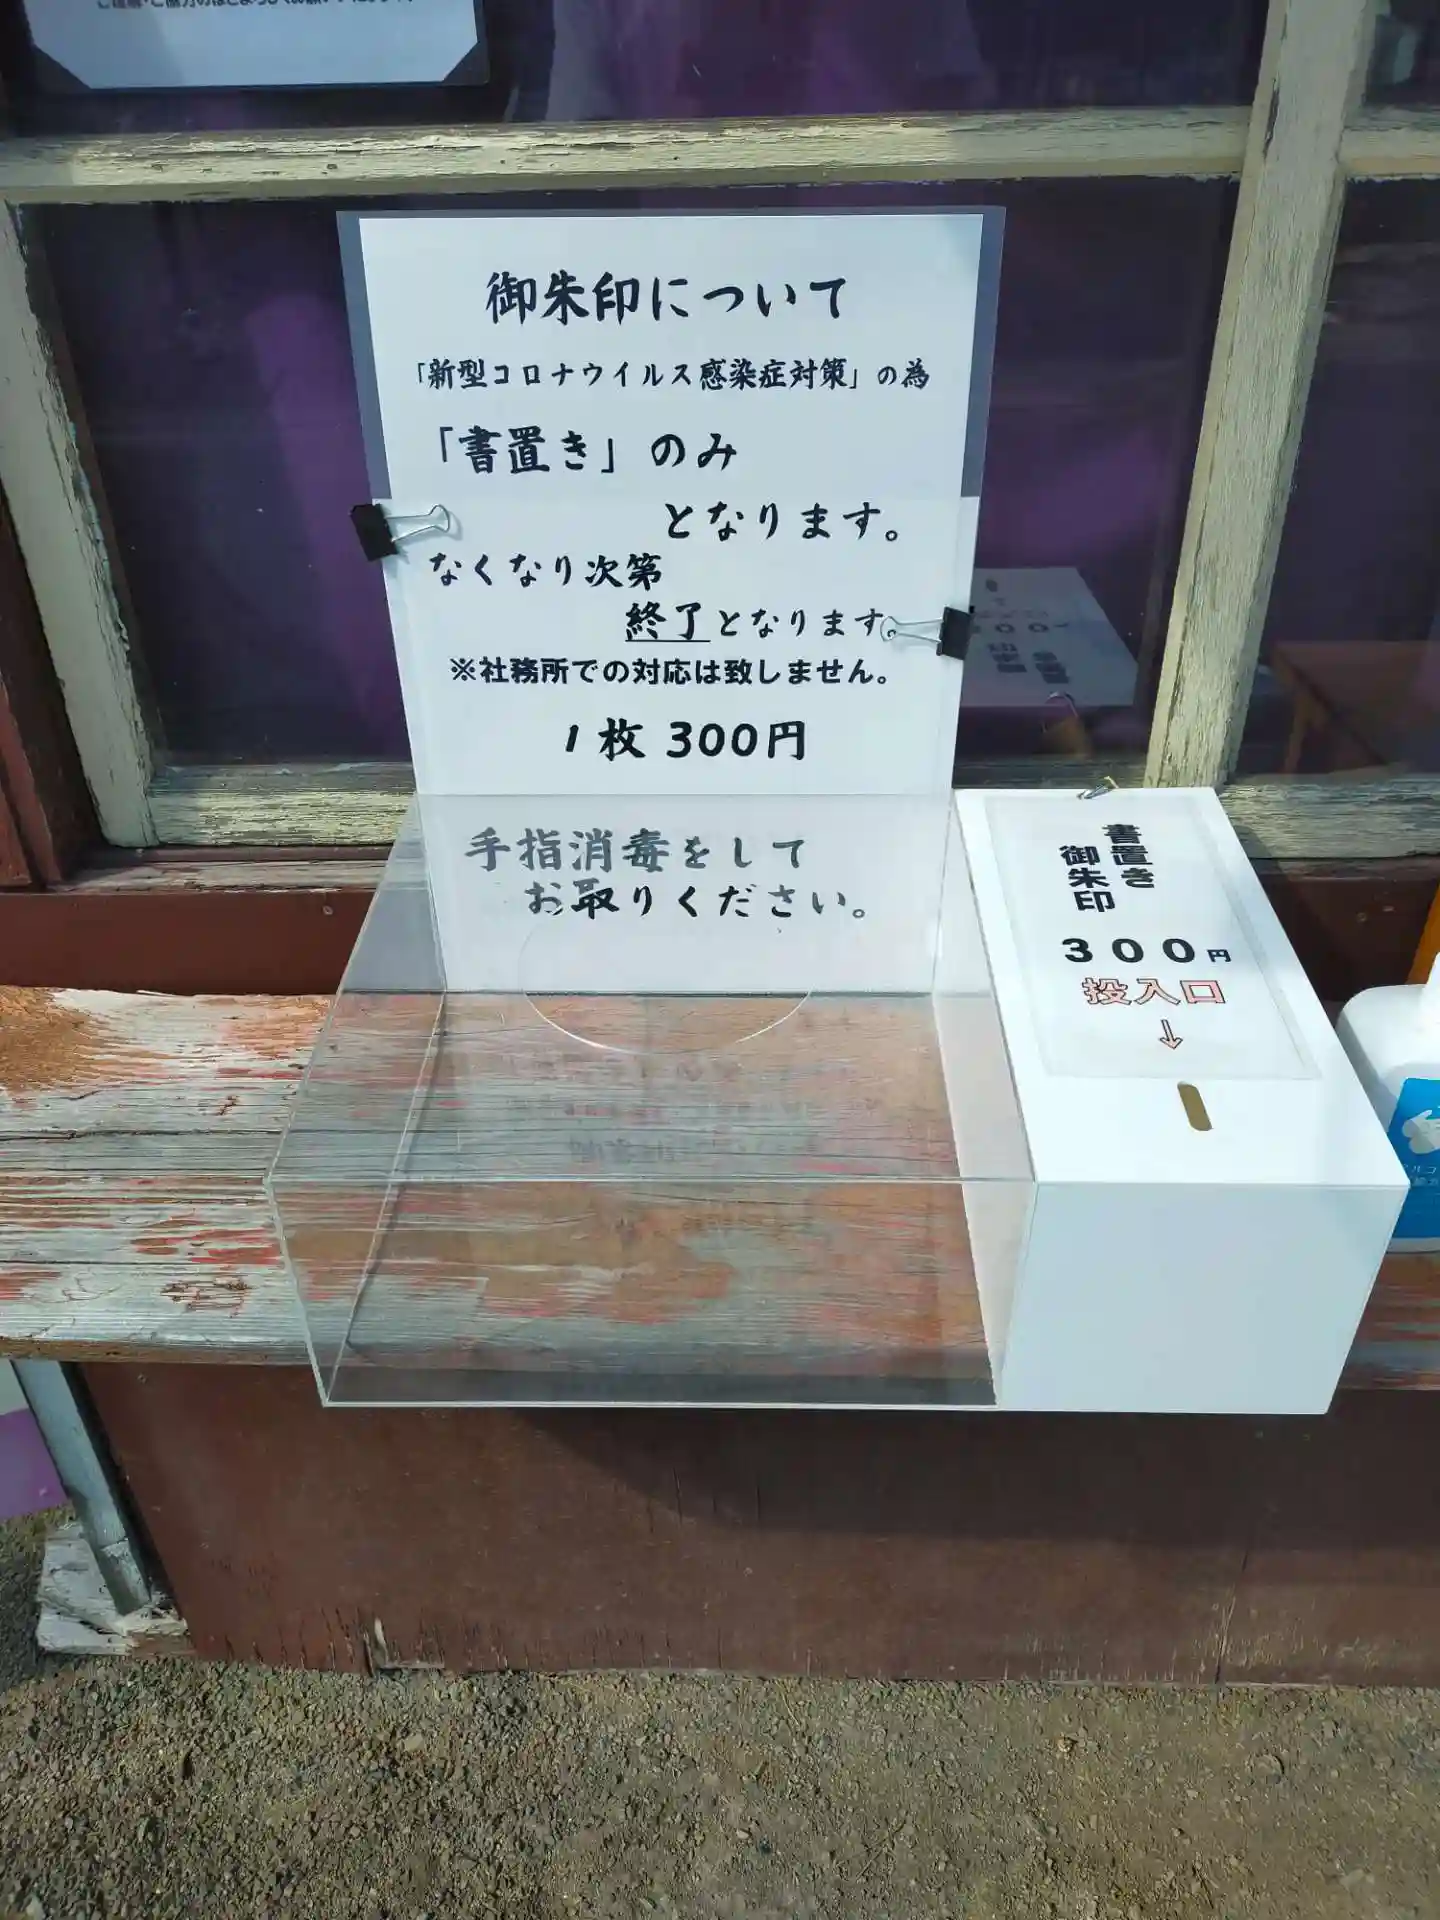 御朱印について
「新型コロナウイルス感染症対策」の為
「書置き」のみ
となります。
なくなり次第
終了となります。
※社務所での対応は致しません。
1枚 300円
手指消毒をして
お取りください。
書置き
御朱印
300円
投入口
↓